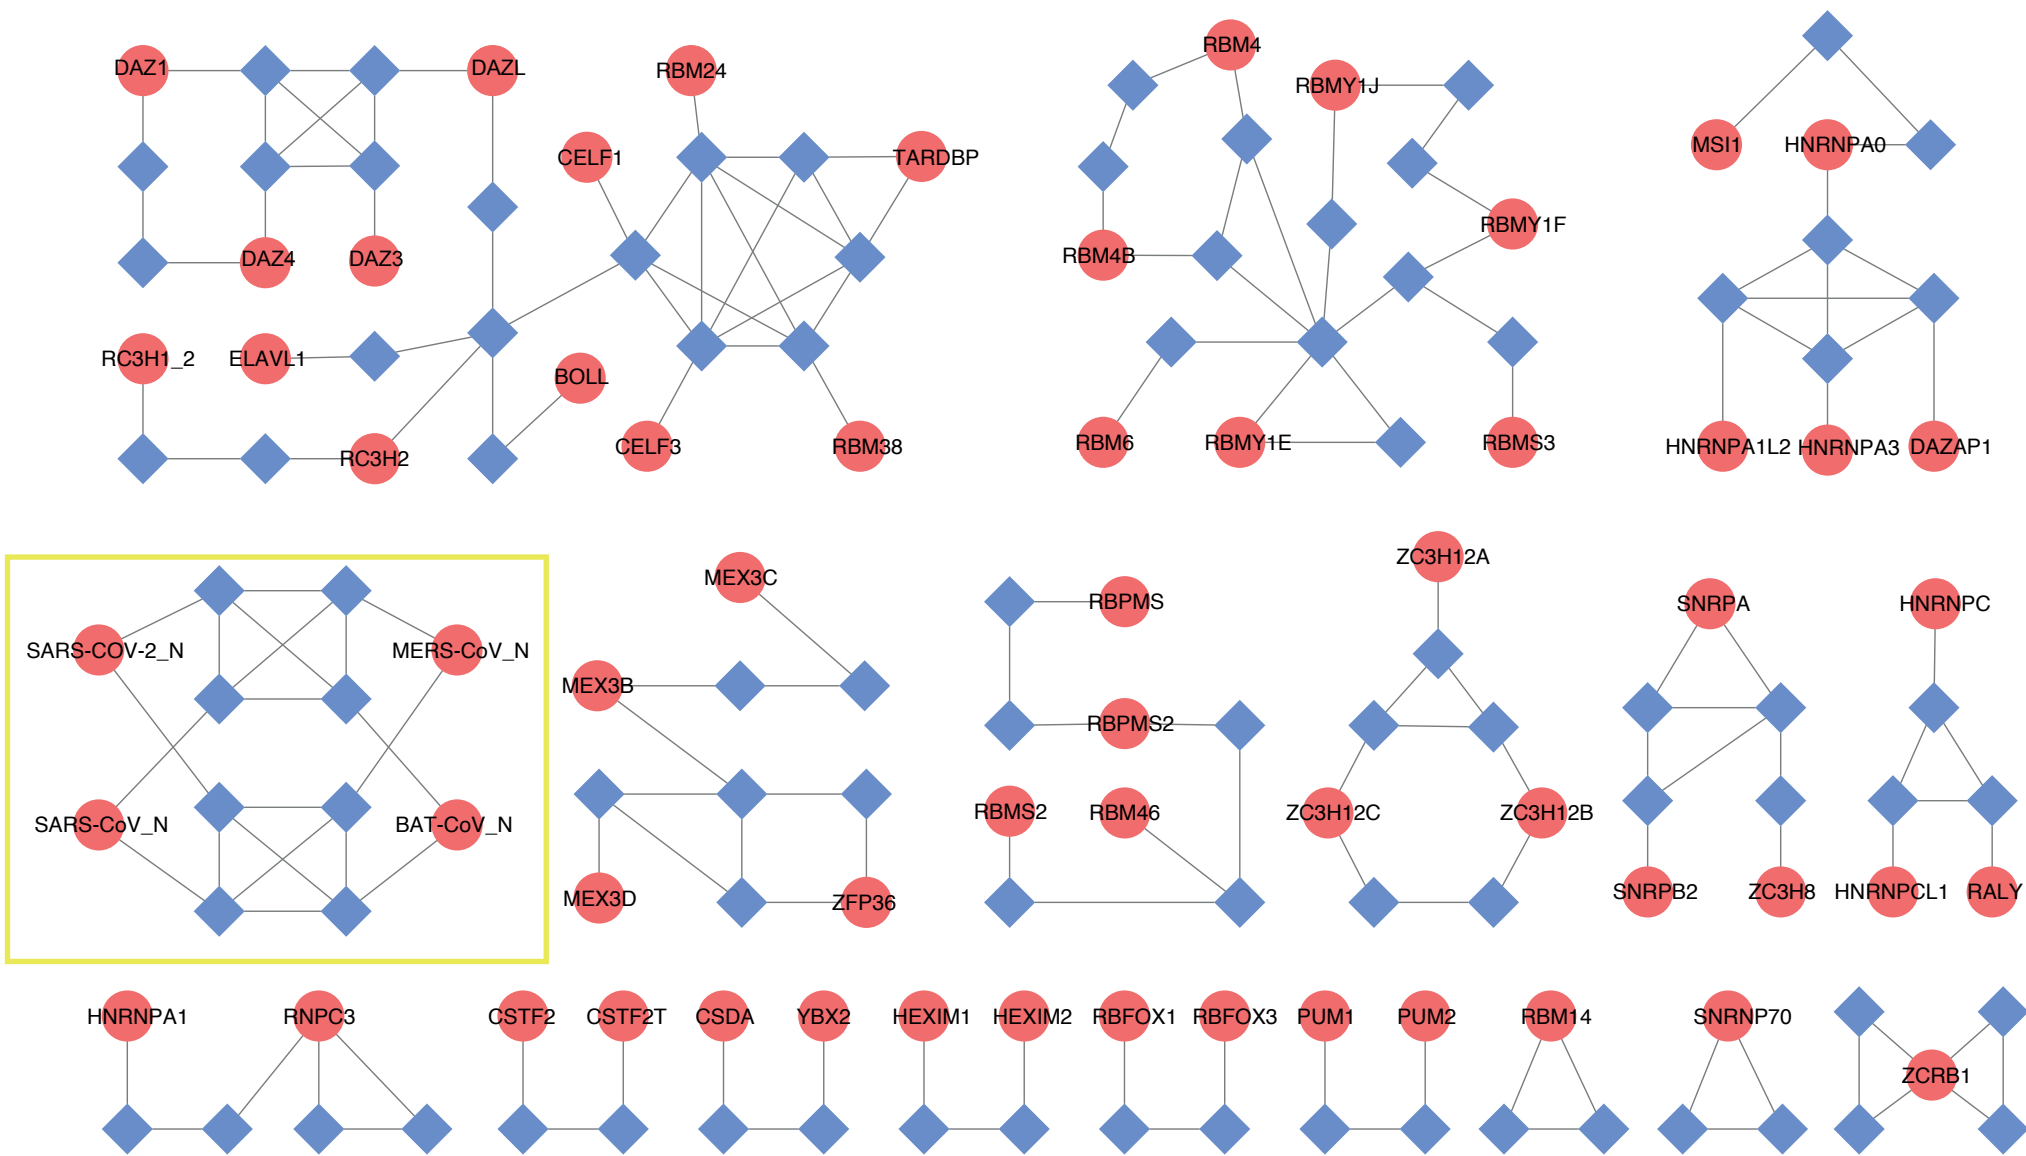 RBM4
DAZ1
DAZL
RBM24
RBMY1J
MSI1
HNRNPA0
CELF1
TARDBP
RBMY1F
RBM4B
DAZ4
DAZ3
RC3H1_2
ELAVL1
BOLL
RC3H2
CELF3
RBM38
RBM6
RBMY1E
RBMS3
HNRNPA1L2
HNRNPA3
DAZAP1
ZC3H12A
MEX3C
RBPMS
SNRPA
HNRNPC
SARS-COV-2_N
MERS-CoV_N
MEX3B
RBPMS2
SARS-CoV_N
BAT-CoV_N
RBMS2
RBM46
ZC3H12C
ZC3H12B
MEX3D
ZFP36
SNRPB2
ZC3H8
HNRNPCL1
RALY
HNRNPA1
RNPC3
CSTF2
CSTF2T
CSDA
YBX2
HEXIM1
HEXIM2
RBFOX1
RBFOX3
PUM1
PUM2
RBM14
SNRNP70
ZCRB1